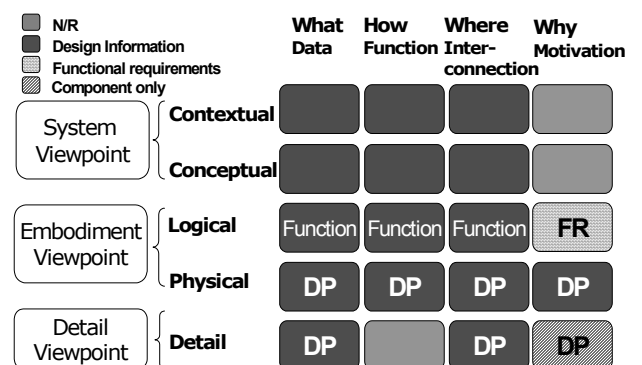 N/R
Design Information
Functional requirements
Component only
What How Where Why
Data Function Inter-connection Motivation
System Viewpoint
Contextual
Conceptual
Embodiment Viewpoint
Logical
Function Function Function FR
Physical
DP DP DP DP
Detail Viewpoint
Detail
DP DP DP